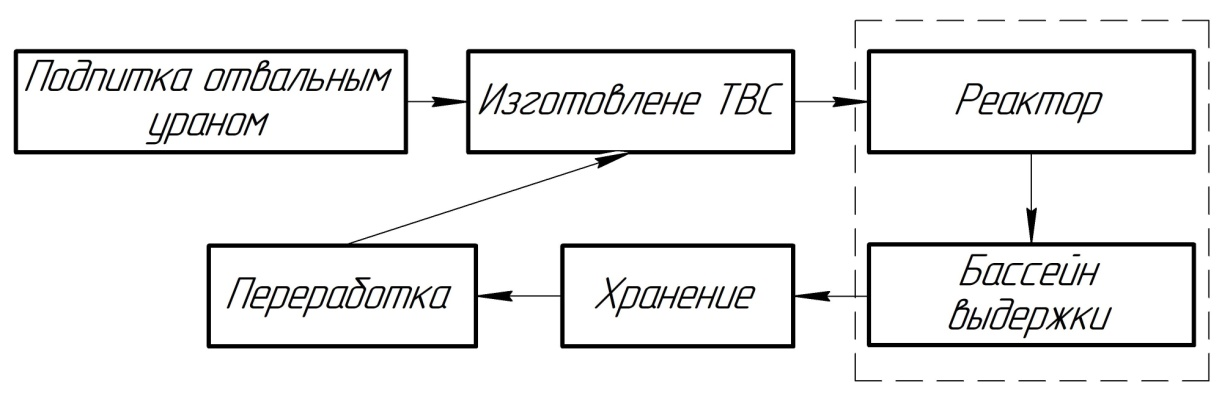 Подпитка отвальным
ураном
Изготовлене ТВС
Реактор
Переработка
Хранение
Бассейн
выдержки